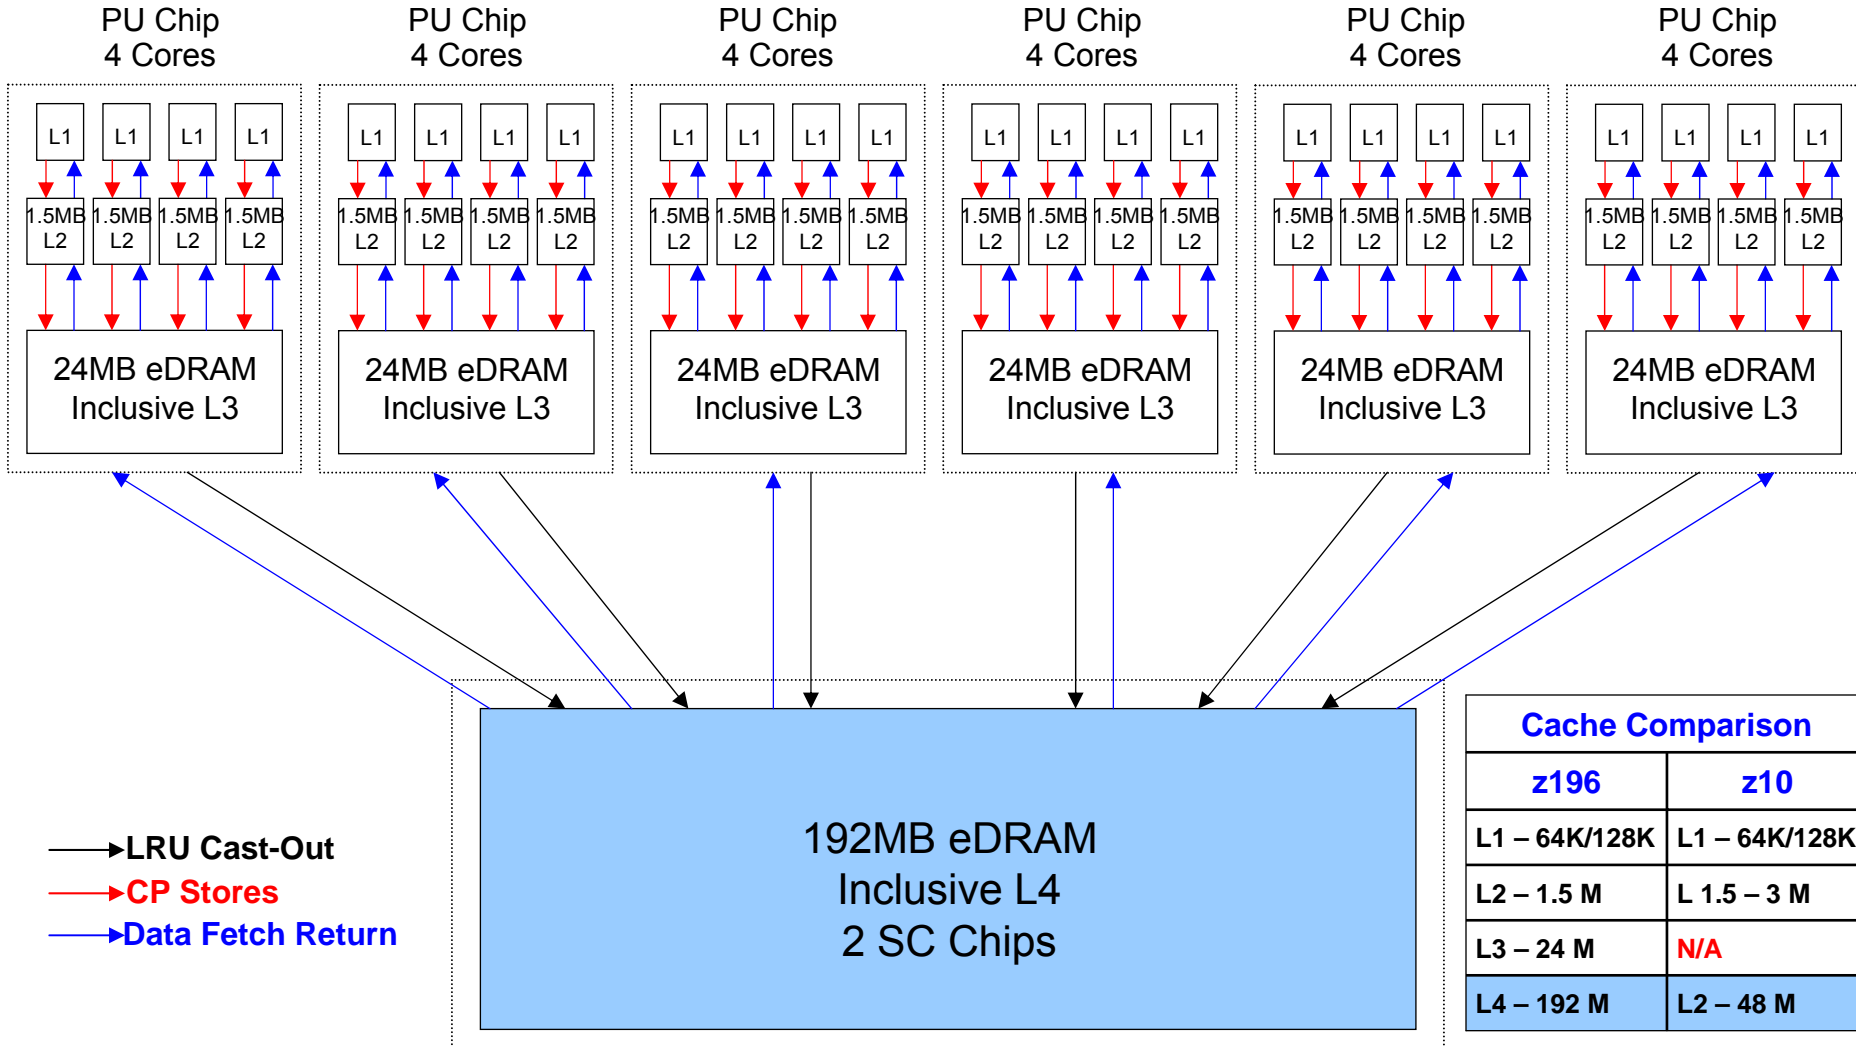 PU Chip
4 Cores
PU Chip
4 Cores
PU Chip
4 Cores
PU Chip
4 Cores
PU Chip
4 Cores
PU Chip
4 Cores
L1 L1 L1 L1
L1 L1 L1 L1
L1 L1 L1 L1
L1 L1 L1 L1
L1 L1 L1 L1
L1 L1 L1 L1
1.5MB 1.5MB 1.5MB 1.5MB
L2 L2 L2 L2
1.5MB 1.5MB 1.5MB 1.5MB
L2 L2 L2 L2
1.5MB 1.5MB 1.5MB 1.5MB
L2 L2 L2 L2
1.5MB 1.5MB 1.5MB 1.5MB
L2 L2 L2 L2
1.5MB 1.5MB 1.5MB 1.5MB
L2 L2 L2 L2
1.5MB 1.5MB 1.5MB 1.5MB
L2 L2 L2 L2
24MB eDRAM
Inclusive L3
24MB eDRAM
Inclusive L3
24MB eDRAM
Inclusive L3
24MB eDRAM
Inclusive L3
24MB eDRAM
Inclusive L3
24MB eDRAM
Inclusive L3
192MB eDRAM
Inclusive L4
2 SC Chips
LRU Cast-Out
CP Stores
Data Fetch Return
Cache Comparison
z196 z10
L1 – 64K/128K L1 – 64K/128K
L2 – 1.5 M L 1.5 – 3 M
L3 – 24 M N/A
L4 – 192 M L2 – 48 M